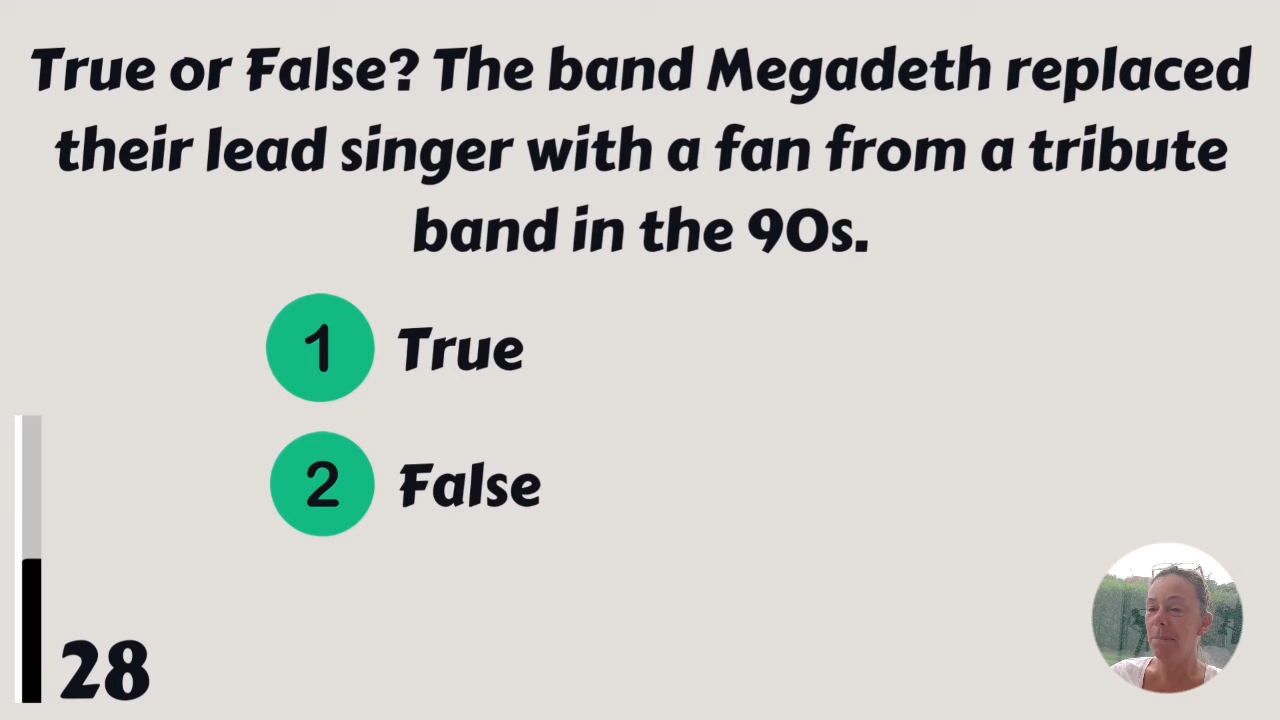 True or False? The band Megadeth replaced
their lead singer with a fan from a tribute
band in the 90s.
1 True
2 False
28